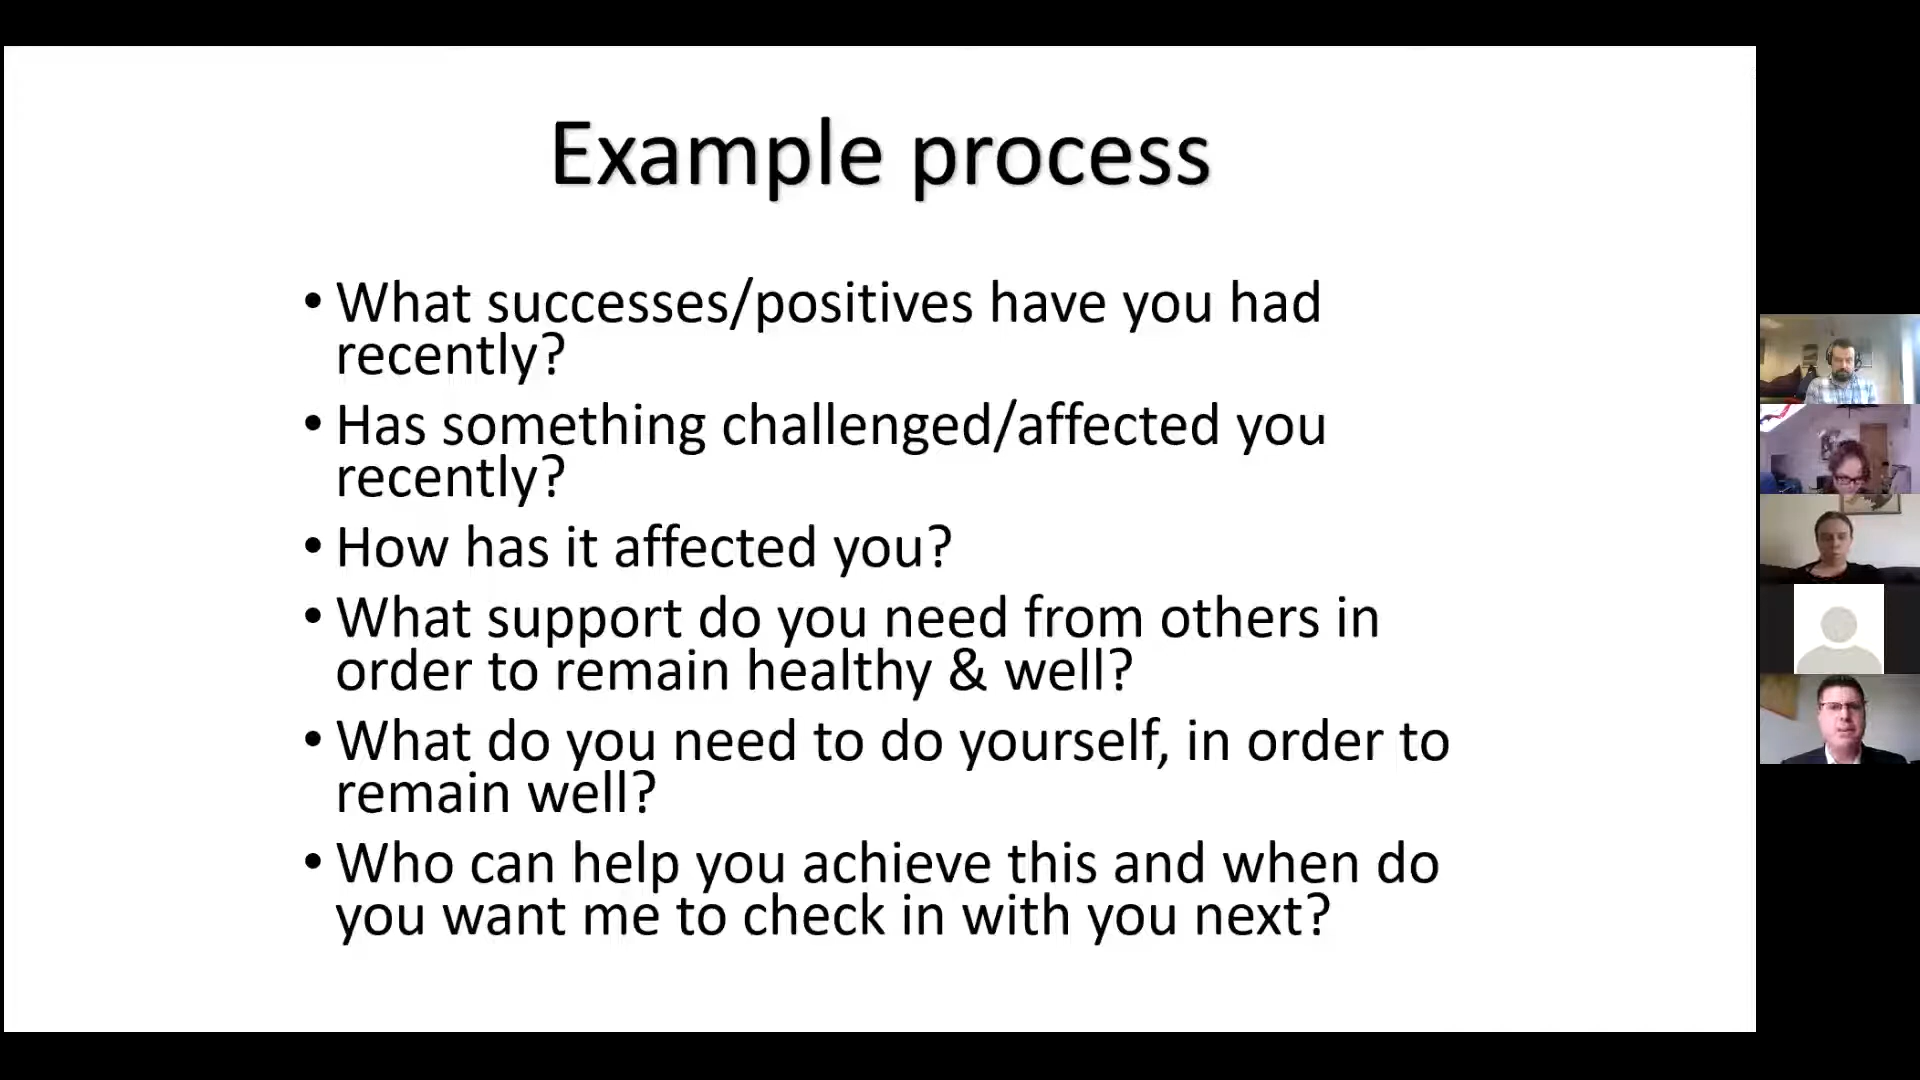 Example process
• What successes/positives have you had
recently?
• Has something challenged/affected you
recently?
• How has it affected you?
• What support do you need from others in
order to remain healthy & well?
• What do you need to do yourself, in order to
remain well?
• Who can help you achieve this and when do
you want me to check in with you next?